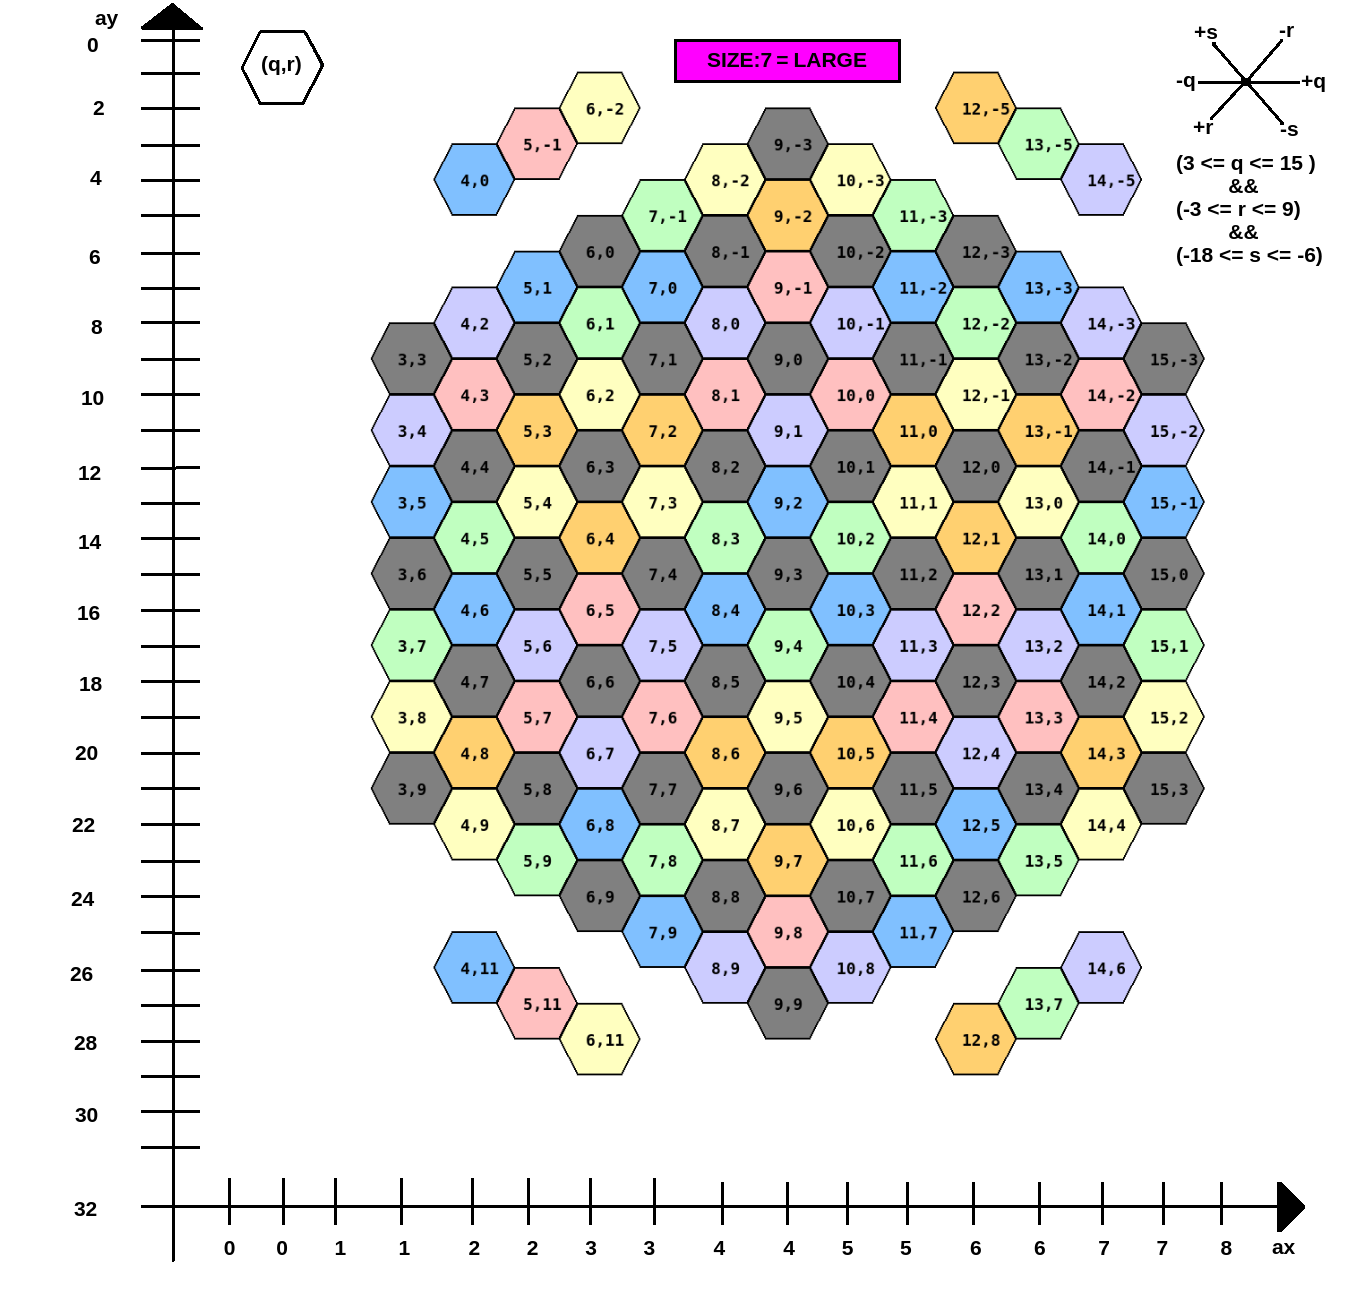 ay
0
(q,r)
SIZE:7 = LARGE
+s -r
-q +q
+r -s
2
6,-2 12,-5
5,-1 9,-3 13,-5
(3 <= q <= 15 )
4
4,0 8,-2 10,-3 14,-5
&&
7,-1 9,-2 11,-3
(-3 <= r <= 9)
&&
6
6,0 8,-1 10,-2 12,-3
(-18 <= s <= -6)
5,1 7,0 9,-1 11,-2 13,-3
8
4,2 6,1 8,0 10,-1 12,-2 14,-3
3,3 5,2 7,1 9,0 11,-1 13,-2 15,-3
10
4,3 6,2 8,1 10,0 12,-1 14,-2
3,4 5,3 7,2 9,1 11,0 13,-1 15,-2
12
4,4 6,3 8,2 10,1 12,0 14,-1
3,5 5,4 7,3 9,2 11,1 13,0 15,-1
14
4,5 6,4 8,3 10,2 12,1 14,0
3,6 5,5 7,4 9,3 11,2 13,1 15,0
16
4,6 6,5 8,4 10,3 12,2 14,1
3,7 5,6 7,5 9,4 11,3 13,2 15,1
18
4,7 6,6 8,5 10,4 12,3 14,2
3,8 5,7 7,6 9,5 11,4 13,3 15,2
20
4,8 6,7 8,6 10,5 12,4 14,3
3,9 5,8 7,7 9,6 11,5 13,4 15,3
22
4,9 6,8 8,7 10,6 12,5 14,4
5,9 7,8 9,7 11,6 13,5
24
6,9 8,8 10,7 12,6
7,9 9,8 11,7
26
4,11 8,9 10,8 14,6
5,11 9,9 13,7
28
6,11 12,8
30
32
0 0 1 1 2 2 3 3 4 4 5 5 6 6 7 7 8 ax